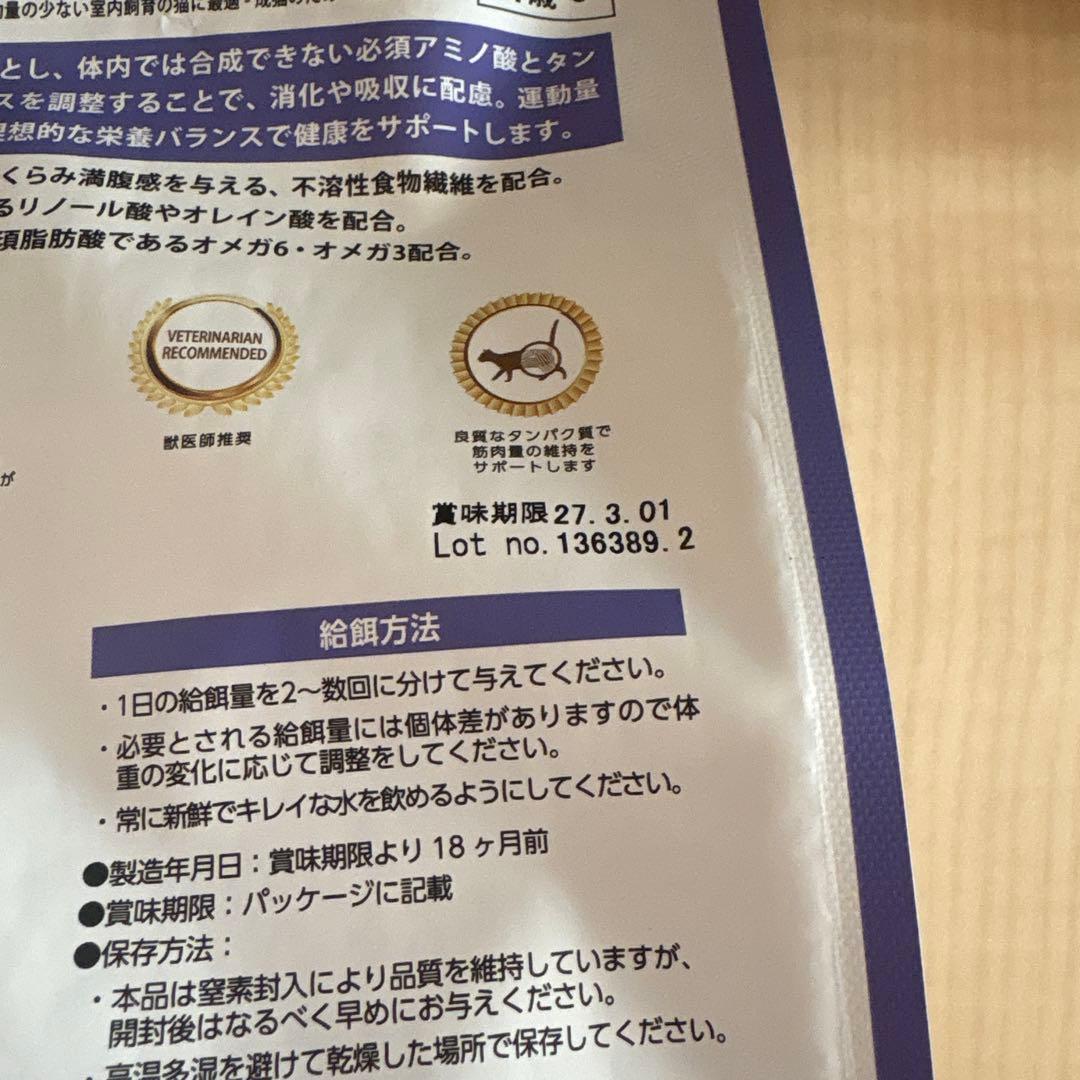 量の少ない室内飼育の猫に最適・成猫のため
歳
とし、体内では合成できない必須アミノ酸とタン
スを調整することで、消化や吸収に配慮。運動量
想的な栄養バランスで健康をサポートします。
くらみ満腹感を与える、不溶性食物繊維を配合。
るリノール酸やオレイン酸を配合。
須脂肪酸であるオメガ6・オメガ3配合。
VETERINARIAN
RECOMMENDED
獣医師推奨
良質なタンパク質で
筋肉量の維持を
サポートします
が
賞味期限27.3.01
Lot no.136389.2
給餌方法
・1日の給餌量を2〜数回に分けて与えてください。
・必要とされる給餌量には個体差がありますので体
重の変化に応じて調整をしてください。
・常に新鮮でキレイな水を飲めるようにしてください。
●製造年月日：賞味期限より18ヶ月前
●賞味期限：パッケージに記載
●保存方法：
・本品は窒素封入により品質を維持していますが、
開封後はなるべく早めにお与えください。
・高温多湿を避けて乾燥した場所で保存してください。